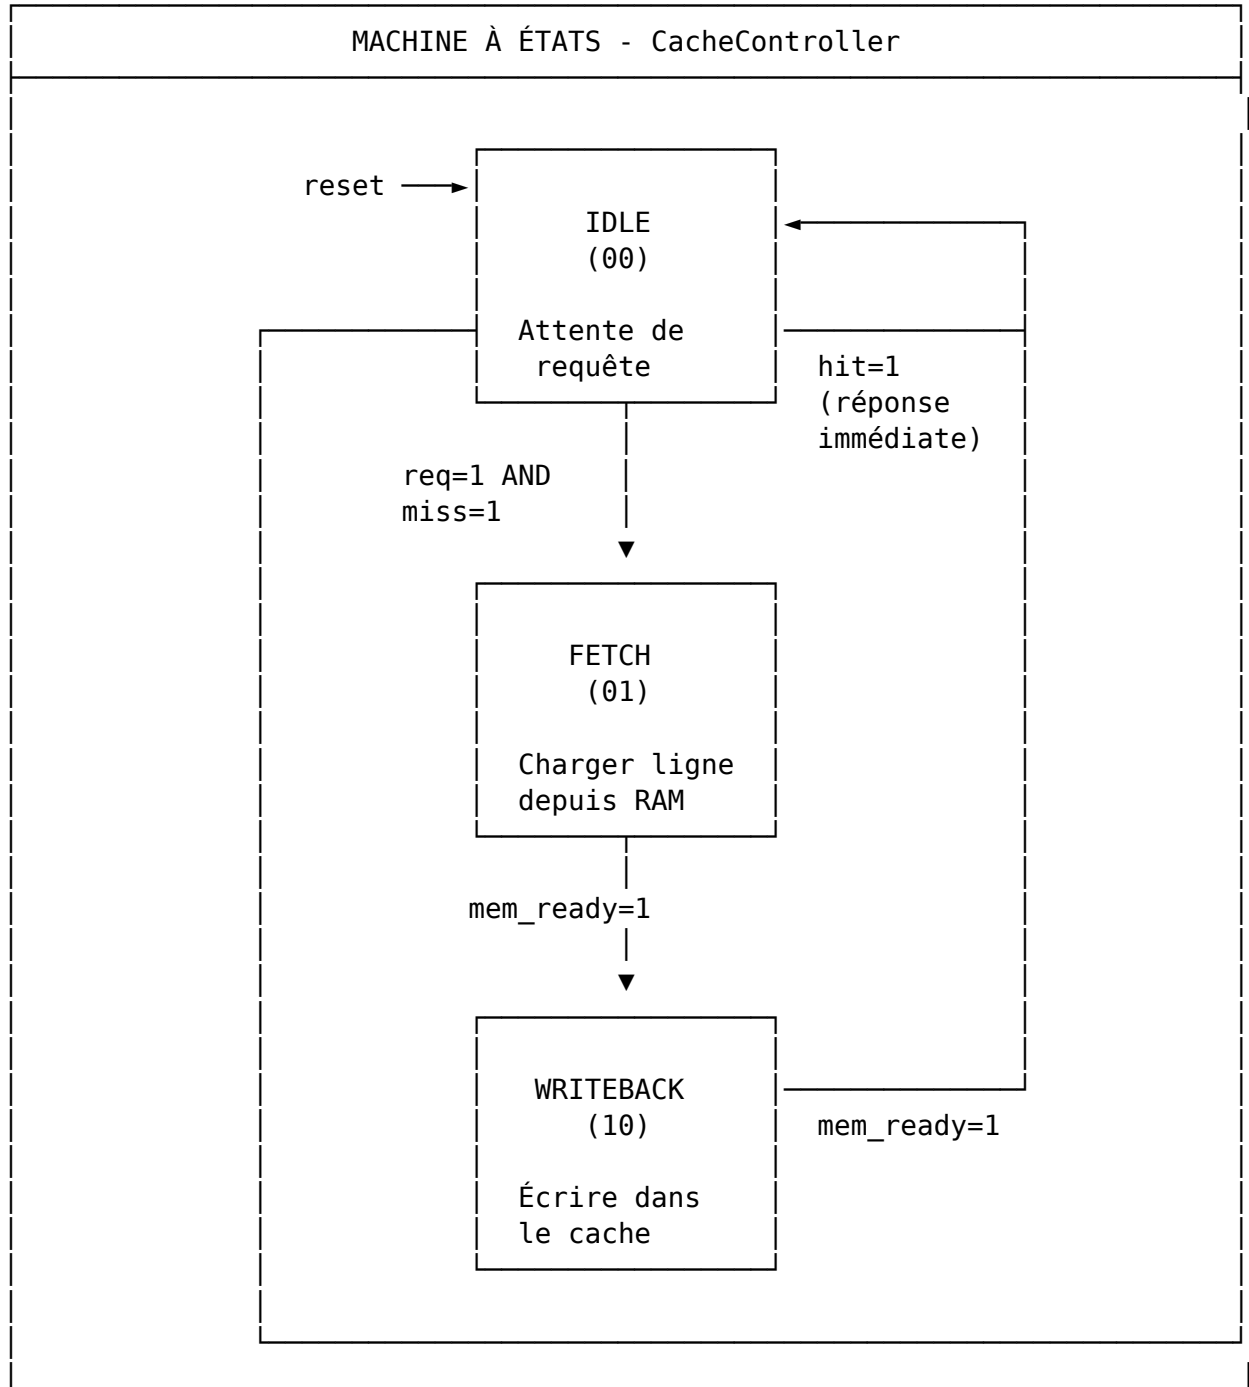 MACHINE À ÉTATS - CacheController
reset
IDLE
(00)
Attente de
requête
hit=1
(réponse
immédiate)
req=1 AND
miss=1
FETCH
(01)
Charger ligne
depuis RAM
mem_ready=1
WRITEBACK
(10)
mem_ready=1
Écrire dans
le cache